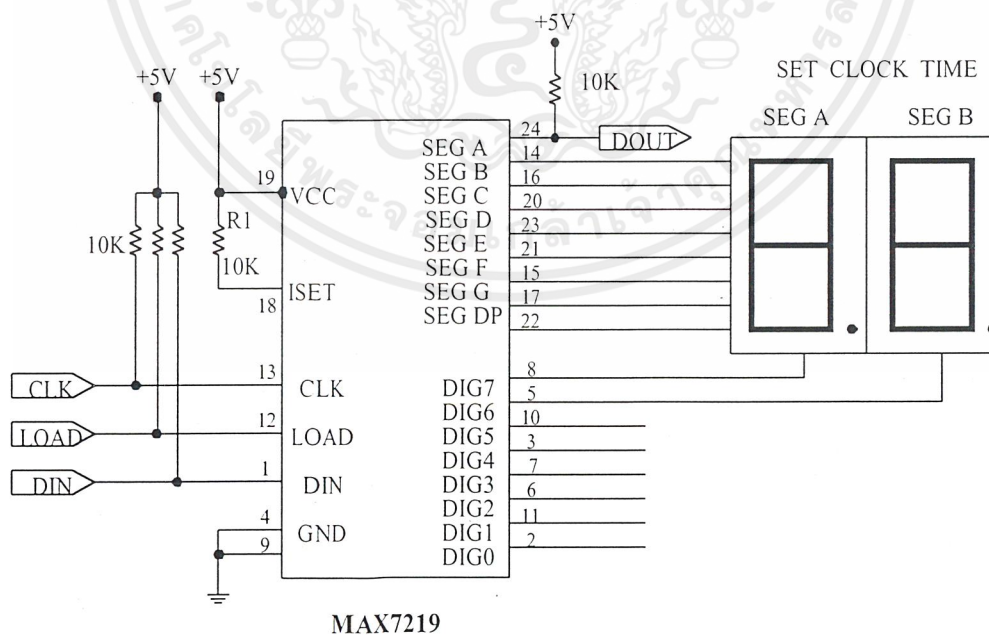 +5V
+5V +5V
10K
SET CLOCK TIME
SEG A SEG B
24
DOUT
SEG A
14
SEG B
16
SEG C
20
SEG D
23
SEG E
21
SEG F
15
SEG G
17
SEG DP
22
19
VCC
R1
10K
10K
ISET
18
CLK
13
CLK
LOAD
12
LOAD
DIN
1
DIN
4
GND
9
8
DIG7
5
DIG6
10
DIG5
3
DIG4
7
DIG3
6
DIG2
11
DIG1
2
DIG0
MAX7219